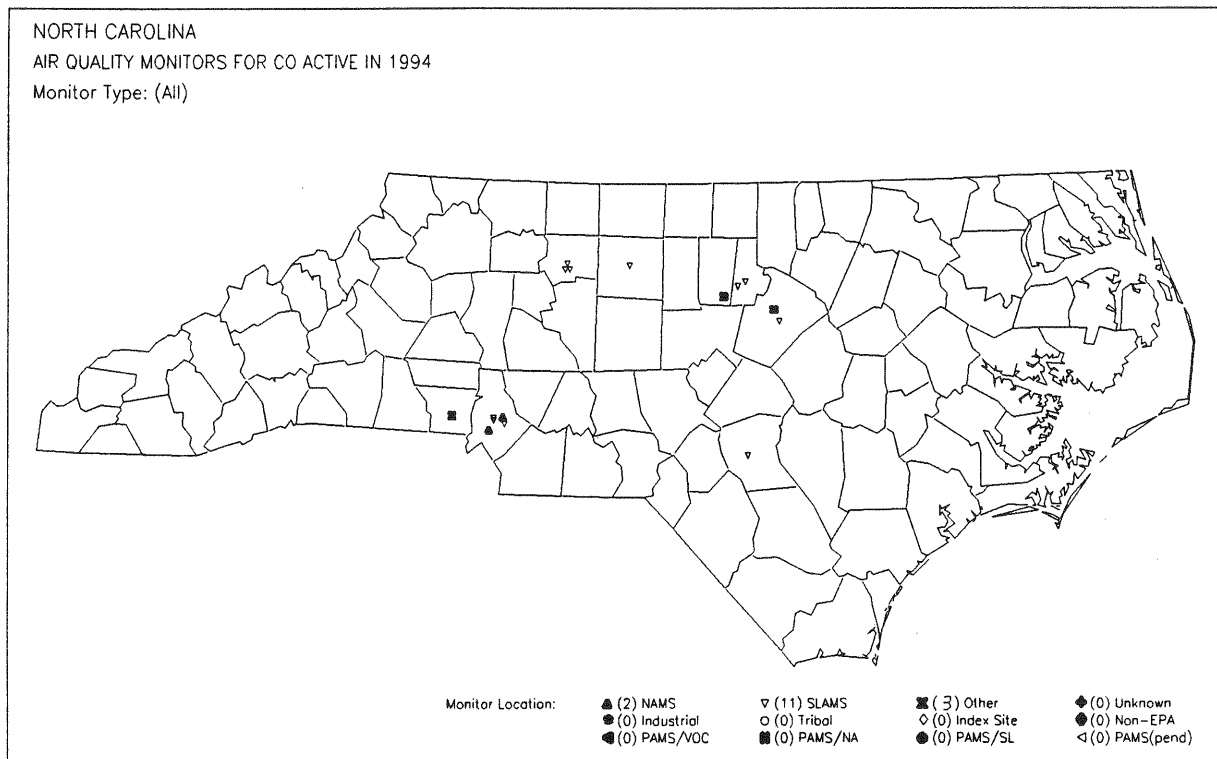 NORTH CAROLINA
AIR QUALITY MONITORS FOR CO ACTIVE IN 1994
Monitor Type: (All)
Monitor Location: (2) NAMS (11) SLAMS (3) Other (0) Unknown
(0) Industrial (0) Tribal (0) Index Site (0) Non-EPA
(0) PAMS/VOC (0) PAMS/NA (0) PAMS/SL (0) PAMS(pend)